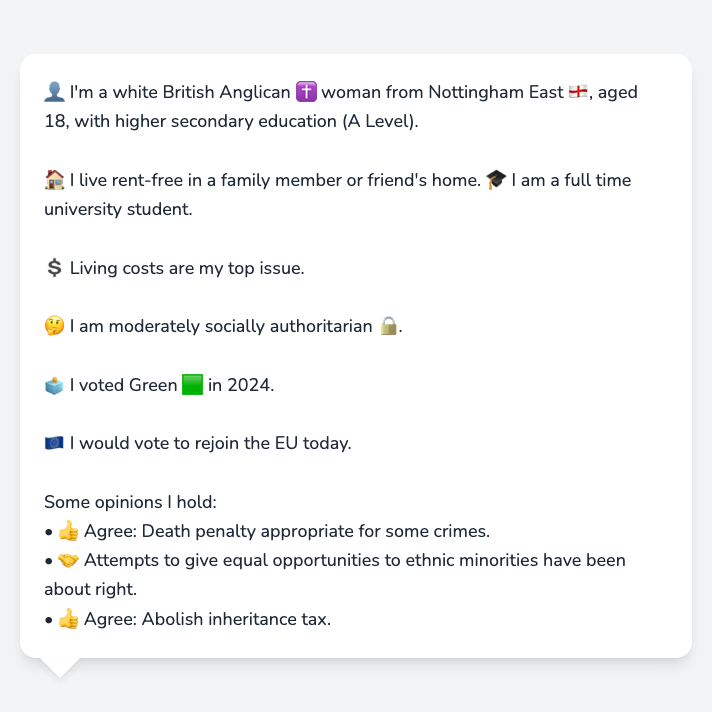 👤 I'm a white British Anglican ✝️ woman from Nottingham East 🏴󠁧󠁢󠁥󠁮󠁧󠁿, aged
18, with higher secondary education (A Level).
🏠 I live rent-free in a family member or friend's home. 🎓 I am a full time
university student.
💲 Living costs are my top issue.
🤔 I am moderately socially authoritarian 🔒.
🗳️ I voted Green 🟩 in 2024.
🇪🇺 I would vote to rejoin the EU today.
Some opinions I hold:
• 👍 Agree: Death penalty appropriate for some crimes.
• 🤝 Attempts to give equal opportunities to ethnic minorities have been
about right.
• 👍 Agree: Abolish inheritance tax.